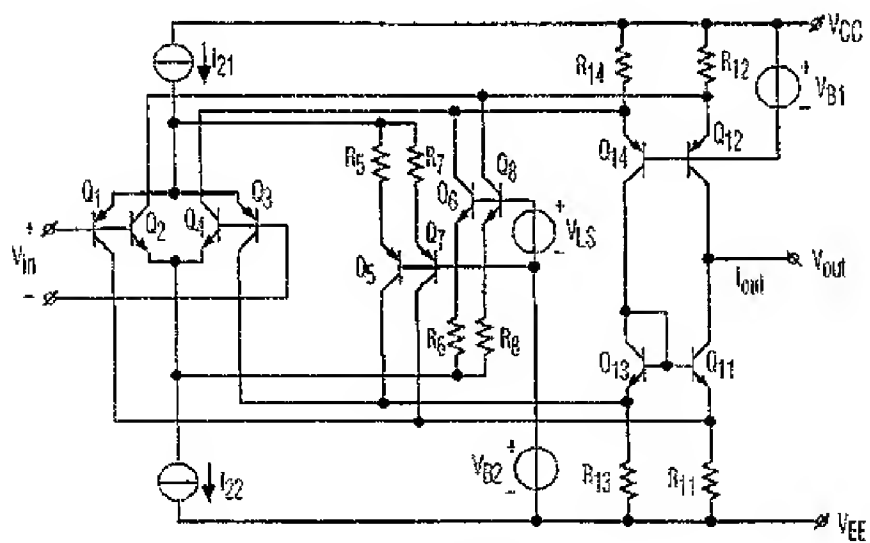 VCC
I21
R14
R12
VB1
Q14
Q12
R5
R7
Q6
Q8
Q1
Q3
Q2
Q4
VLS
Vin
Q5
Q7
Vout
iout
R6
R8
Q13
Q11
VB2
I22
R13
R11
VEE